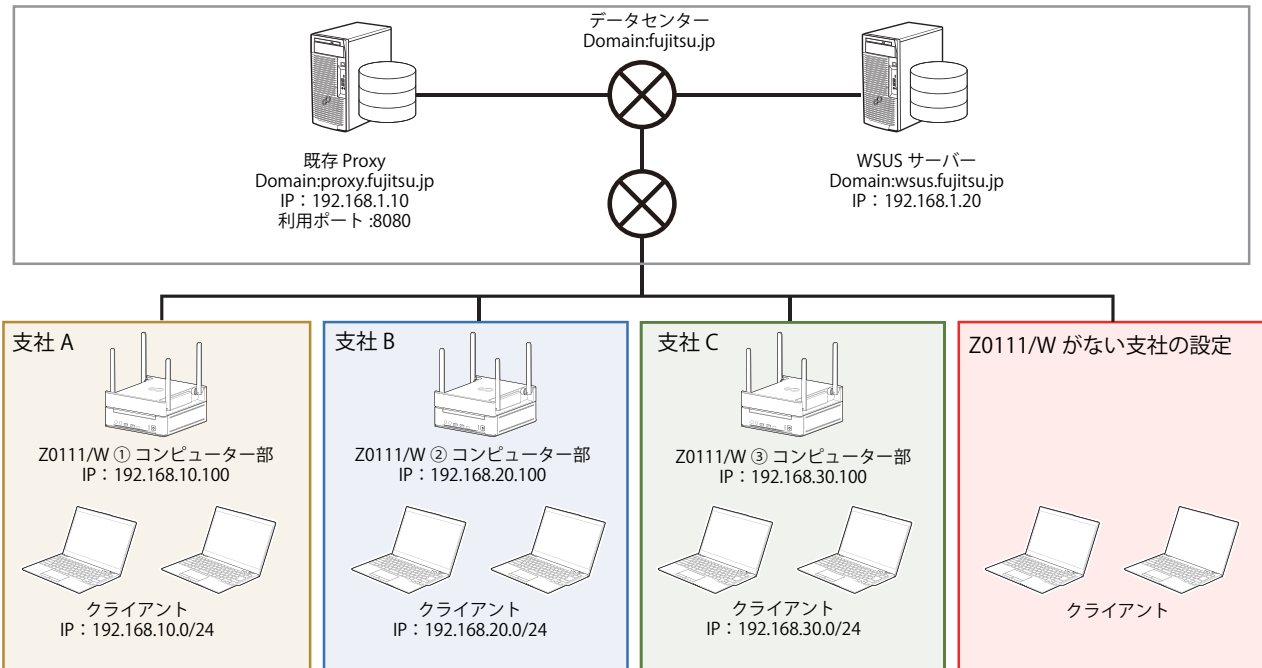 データセンター
Domain:fujitsu.jp
既存 Proxy
Domain:proxy.fujitsu.jp
IP：192.168.1.10
利用ポート :8080
WSUS サーバー
Domain:wsus.fujitsu.jp
IP：192.168.1.20
支社 A
Z0111/W ① コンピューター部
IP：192.168.10.100
クライアント
IP：192.168.10.0/24
支社 B
Z0111/W ② コンピューター部
IP：192.168.20.100
クライアント
IP：192.168.20.0/24
支社 C
Z0111/W ③ コンピューター部
IP：192.168.30.100
クライアント
IP：192.168.30.0/24
Z0111/W がない支社の設定
クライアント